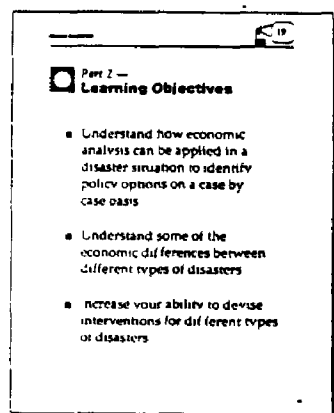 19
Part 2 —
Learning Objectives
Understand how economic
analysis can be applied in a
disaster situation to identify
policy options on a case by
case basis
Understand some of the
economic differences between
different types of disasters
Increase your ability to devise
interventions for different types
of disasters